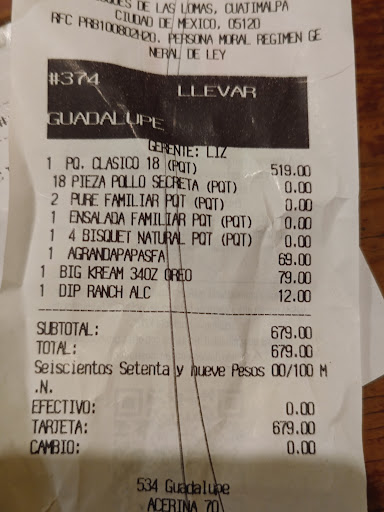 DE LAS LOMAS, CUATIMALPA
CIUDAD DE MEXICO, 05120
RFC PRB100802H20. PERSONA MORAL REGIMEN GE
NERAL DE LEY
#374 LLEVAR
GUADALUPE
GERENTE: LIZ
1 PQ. CLASICO 18 (PQT) 519.00
18 PIEZA POLLO SECRETA (PQT) 0.00
2 PURE FAMILIAR PQT (PQT) 0.00
1 ENSALADA FAMILIAR PQT (PQT) 0.00
1 4 BISQUET NATURAL PQT (PQT) 0.00
1 AGRANDAPAPASFA 69.00
1 BIG KREAM 34OZ OREO 79.00
1 DIP RANCH ALC 12.00
SUBTOTAL: 679.00
TOTAL: 679.00
Seiscientos Setenta y nueve Pesos 00/100 M
.N.
EFECTIVO: 0.00
TARJETA: 679.00
CAMBIO: 0.00
534 Guadalupe
ACERINA 70